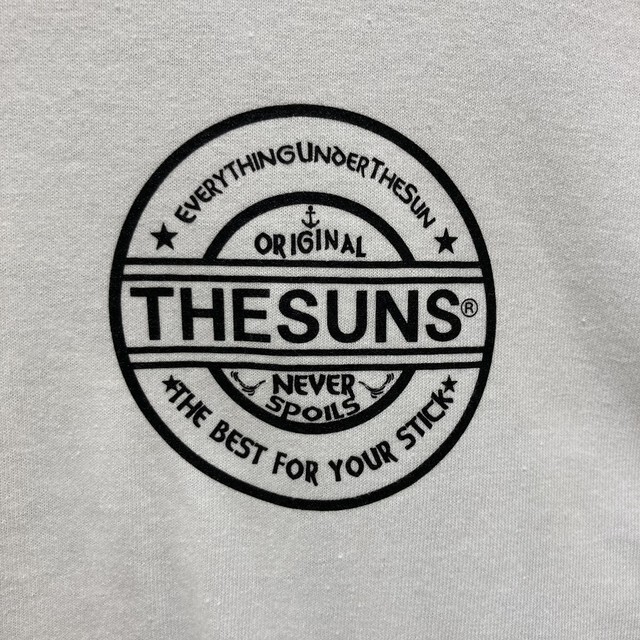 EVERYTHINGUNDERTHESUN
ORIGINAL
THESUNS®
NEVER
SPOILS
THE BEST FOR YOUR STICK